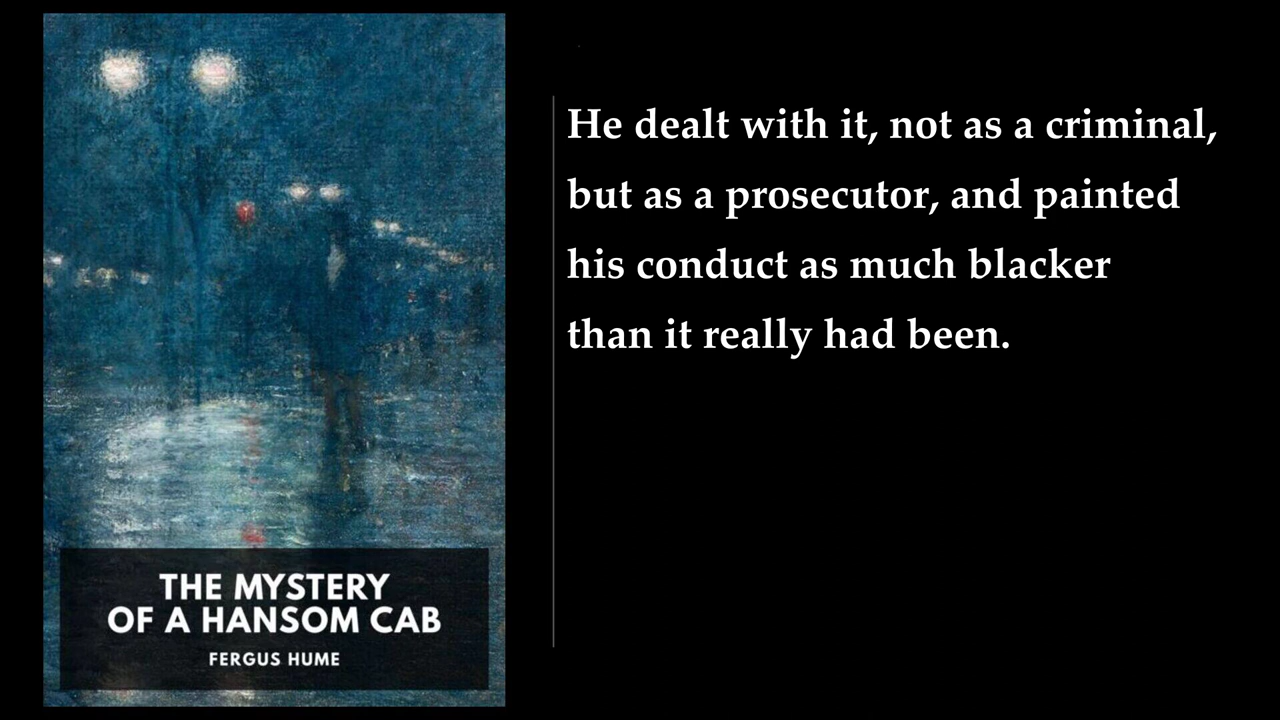 He dealt with it, not as a criminal,
but as a prosecutor, and painted
his conduct as much blacker
than it really had been.
THE MYSTERY
OF A HANSOM CAB
FERGUS HUME